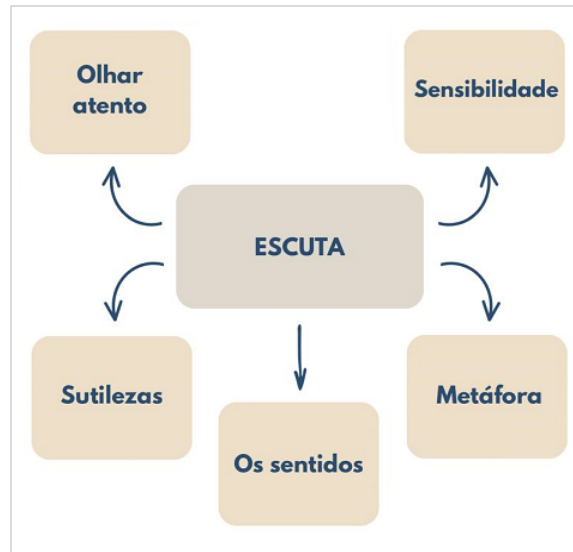 Olhar
atento
Sensibilidade
ESCUTA
Sutilezas
Metáfora
Os sentidos